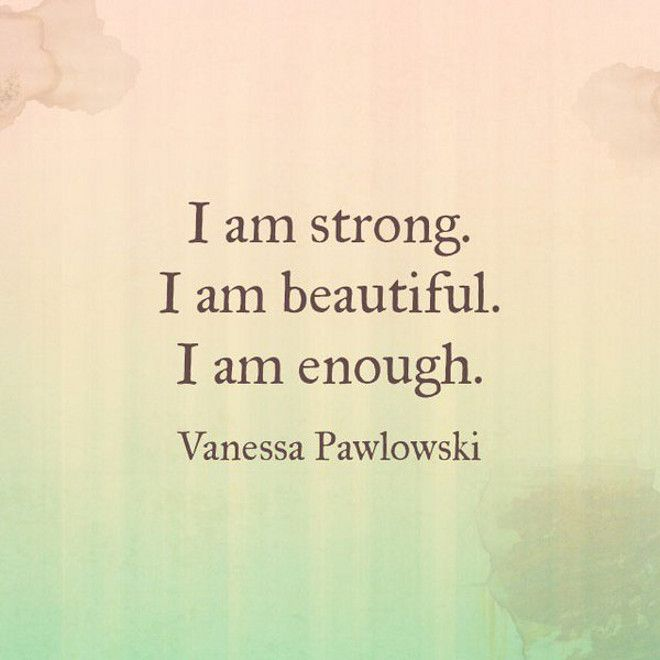 I am strong.
I am beautiful.
I am enough.
Vanessa Pawlowski